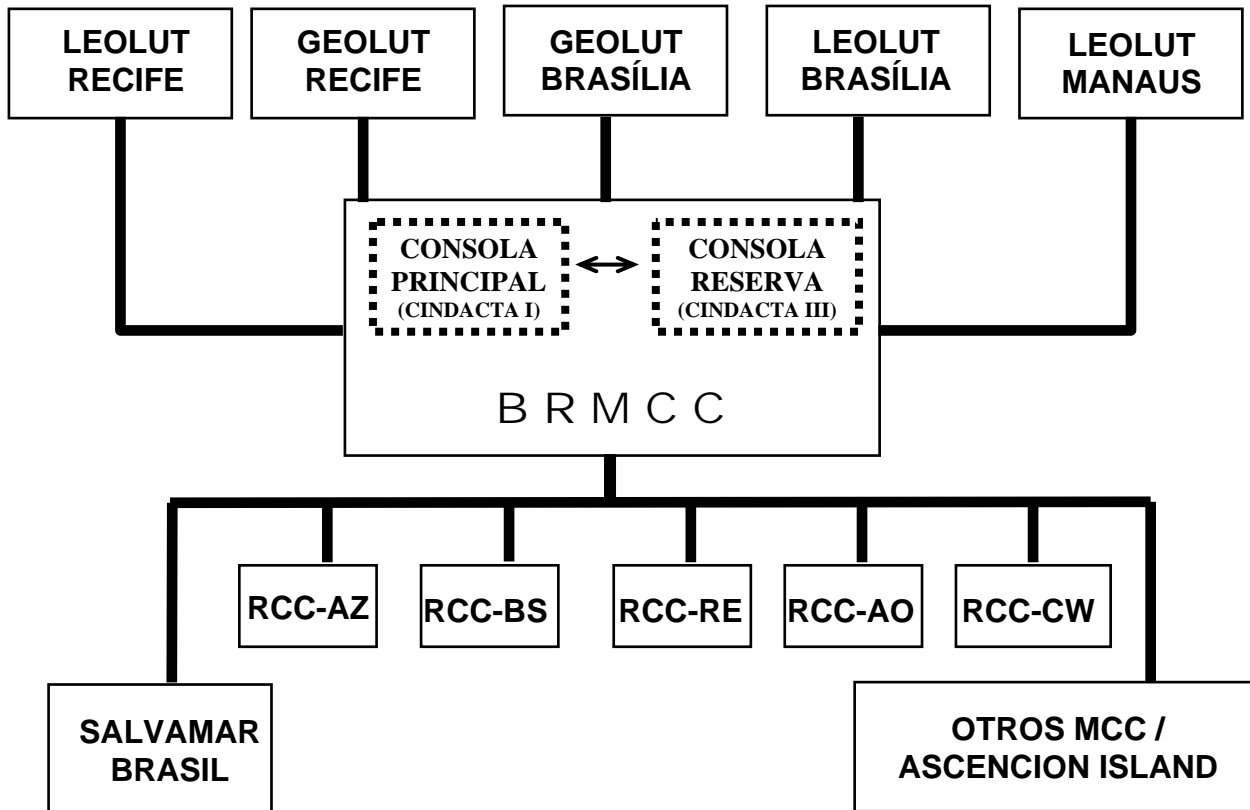 LEOLUT
RECIFE
GEOLUT
RECIFE
GEOLUT
BRASÍLIA
LEOLUT
BRASÍLIA
LEOLUT
MANAUS
CONSOLA
PRINCIPAL
(CINDACTA I)
CONSOLA
RESERVA
(CINDACTA III)
BRMCC
RCC-AZ
RCC-BS
RCC-RE
RCC-AO
RCC-CW
SALVAMAR
BRASIL
OTROS MCC /
ASCENCION ISLAND